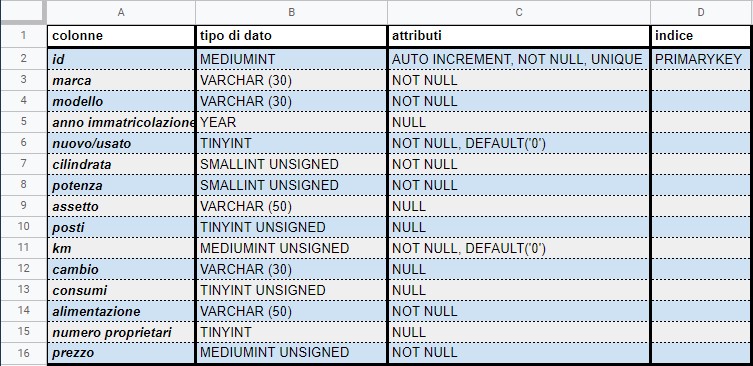 A B C D
1 colonne tipo di dato attributi indice
2 id MEDIUMINT AUTO INCREMENT, NOT NULL, UNIQUE PRIMARYKEY
3 marca VARCHAR (30) NOT NULL
4 modello VARCHAR (30) NOT NULL
5 anno immatricolazione YEAR NULL
6 nuovo/usato TINYINT NOT NULL, DEFAULT('0')
7 cilindrata SMALLINT UNSIGNED NOT NULL
8 potenza SMALLINT UNSIGNED NOT NULL
9 assetto VARCHAR (50) NULL
10 posti TINYINT UNSIGNED NULL
11 km MEDIUMINT UNSIGNED NOT NULL, DEFAULT('0')
12 cambio VARCHAR (30) NULL
13 consumi TINYINT UNSIGNED NULL
14 alimentazione VARCHAR (50) NOT NULL
15 numero proprietari TINYINT NULL
16 prezzo MEDIUMINT UNSIGNED NOT NULL